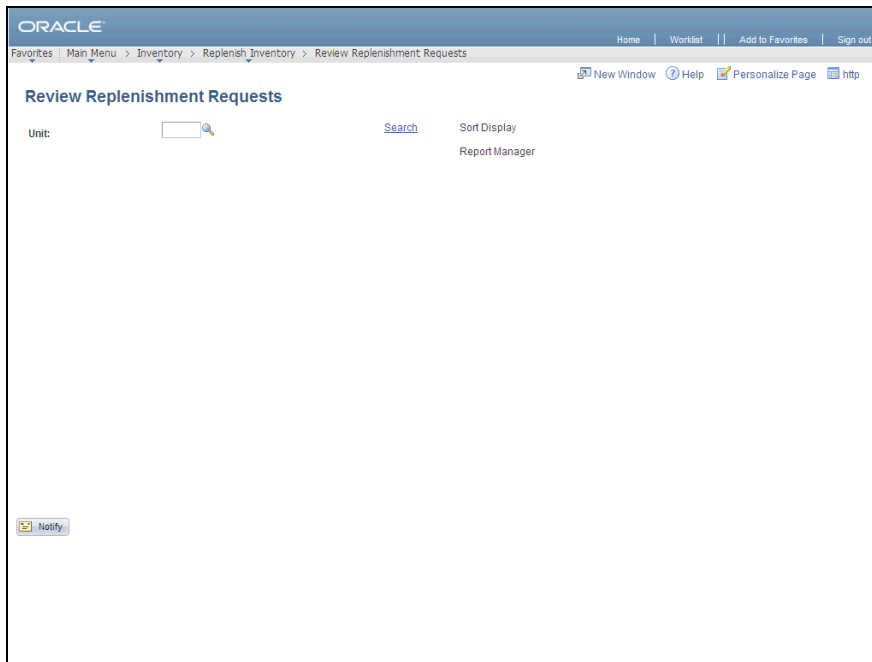 ORACLE
Home | Worklist || Add to Favorites | Sign out
Favorites Main Menu > Inventory > Replenish Inventory > Review Replenishment Requests
New Window Help Personalize Page http
Review Replenishment Requests
Unit: Search Sort Display
Report Manager
Notify